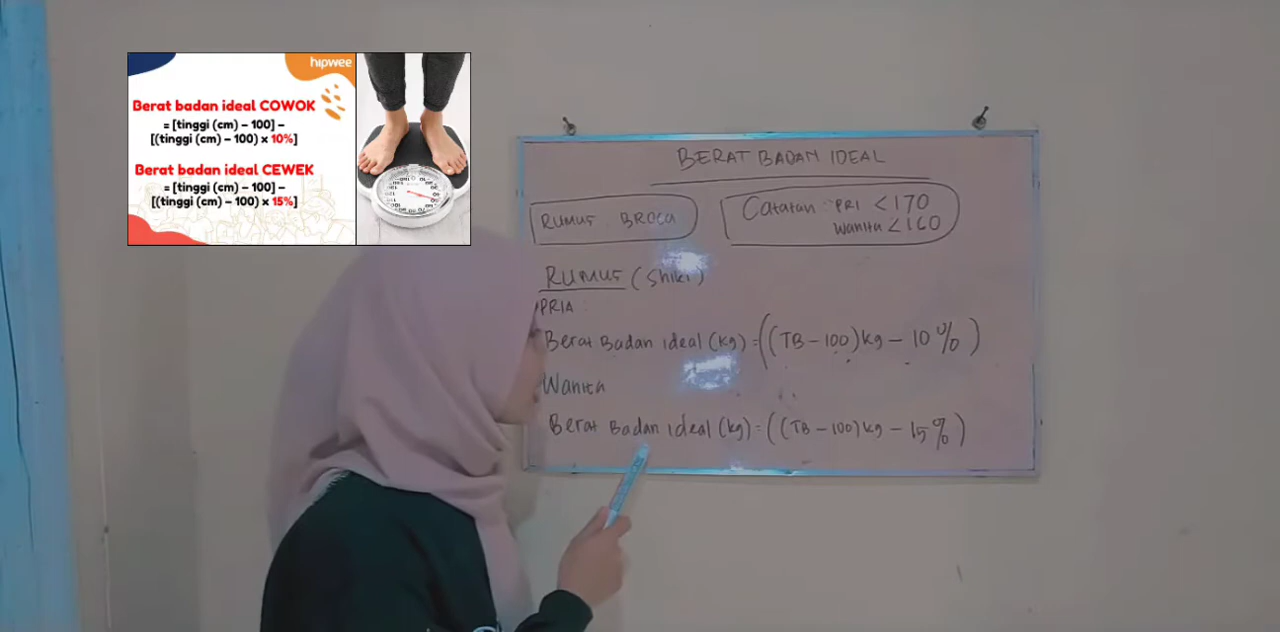 hipwee
Berat badan ideal COWOK
= [tinggi (cm) – 100] –
[(tinggi (cm) – 100) x 10%]
Berat badan ideal CEWEK
= [tinggi (cm) – 100] –
[(tinggi (cm) – 100) x 15%]
BERAT BADAN IDEAL
RUMUS BROCA
Catatan : PRI < 170
Wanita < 160
RUMUS (Shiki)
PRIA :
Berat Badan ideal (kg) = ((TB – 100) kg – 10%)
Wanita
Berat Badan ideal (kg) = ((TB – 100) kg – 15%)